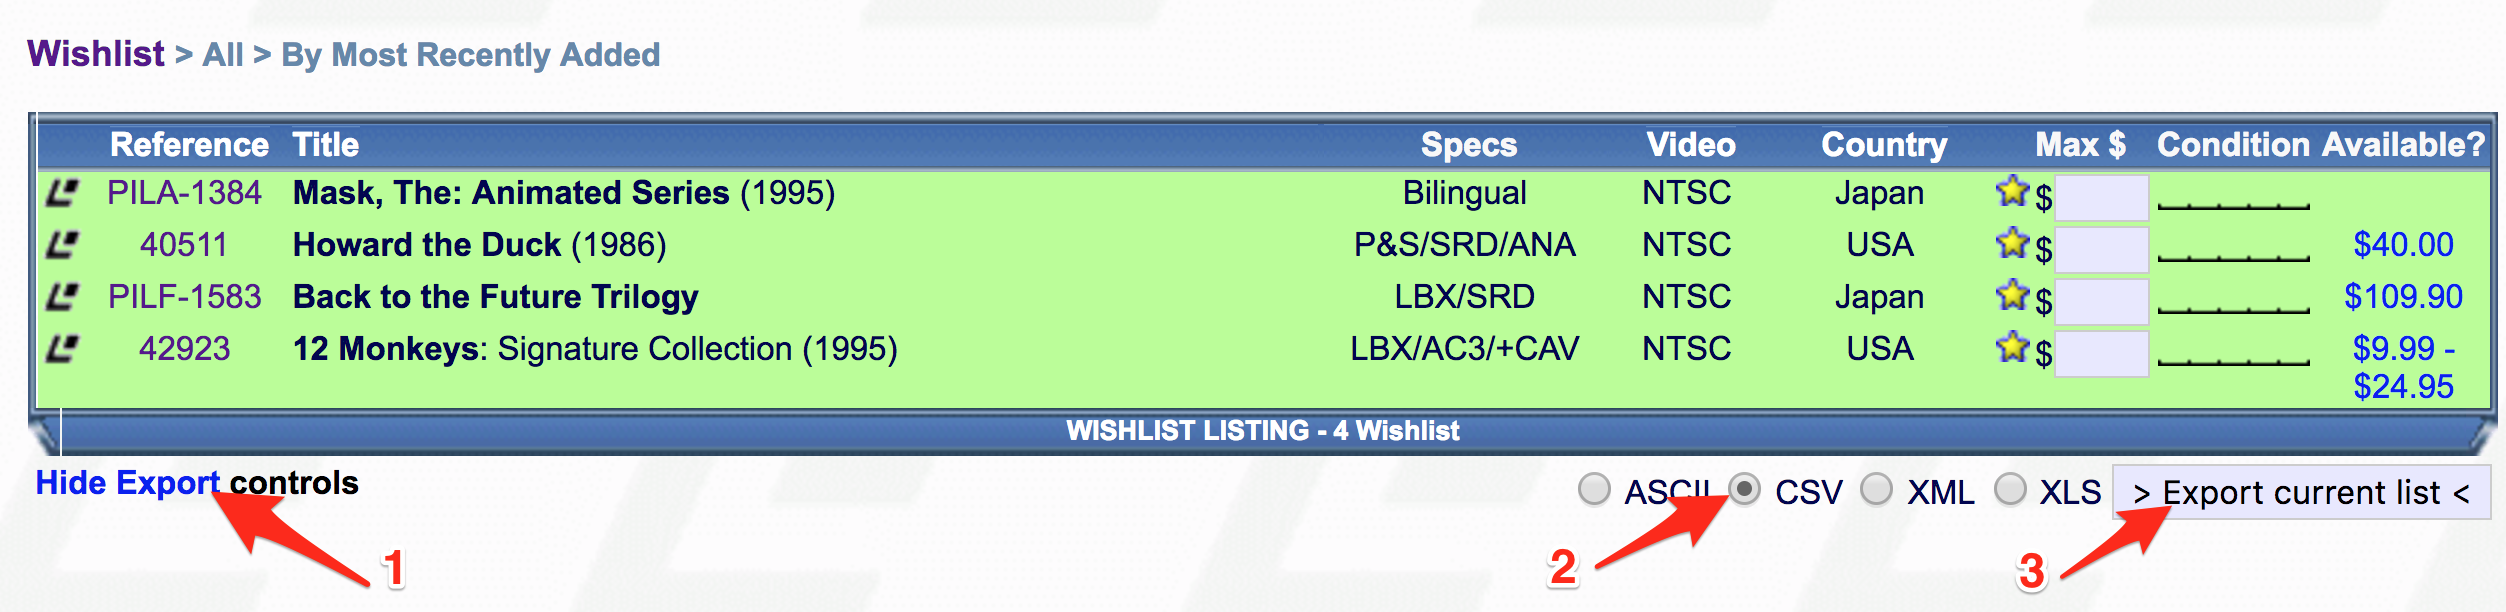 Wishlist > All > By Most Recently Added
Reference Title Specs Video Country Max $ Condition Available?
PILA-1384 Mask, The: Animated Series (1995) Bilingual NTSC Japan $
40511 Howard the Duck (1986) P&S/SRD/ANA NTSC USA $ $40.00
PILF-1583 Back to the Future Trilogy LBX/SRD NTSC Japan $ $109.90
42923 12 Monkeys: Signature Collection (1995) LBX/AC3/+CAV NTSC USA $ $9.99 -
$24.95
WISHLIST LISTING - 4 Wishlist
Hide Export controls ASCII CSV XML XLS > Export current list <
1 2 3